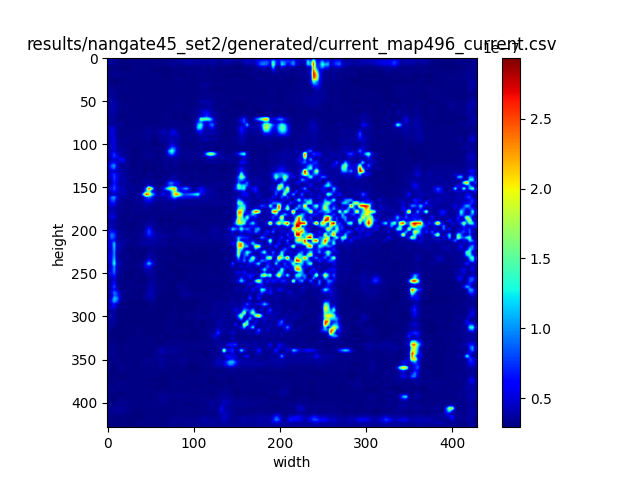 results/nangate45_set2/generated/current_map496_current.csv
1e−7
0
50
100
150
200
250
300
350
400
height
0 100 200 300 400
width
2.5
2.0
1.5
1.0
0.5